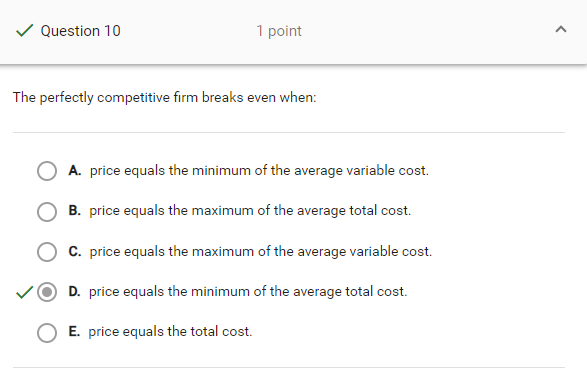 Question 10 1 point
The perfectly competitive firm breaks even when:
A. price equals the minimum of the average variable cost.
B. price equals the maximum of the average total cost.
C. price equals the maximum of the average variable cost.
D. price equals the minimum of the average total cost.
E. price equals the total cost.